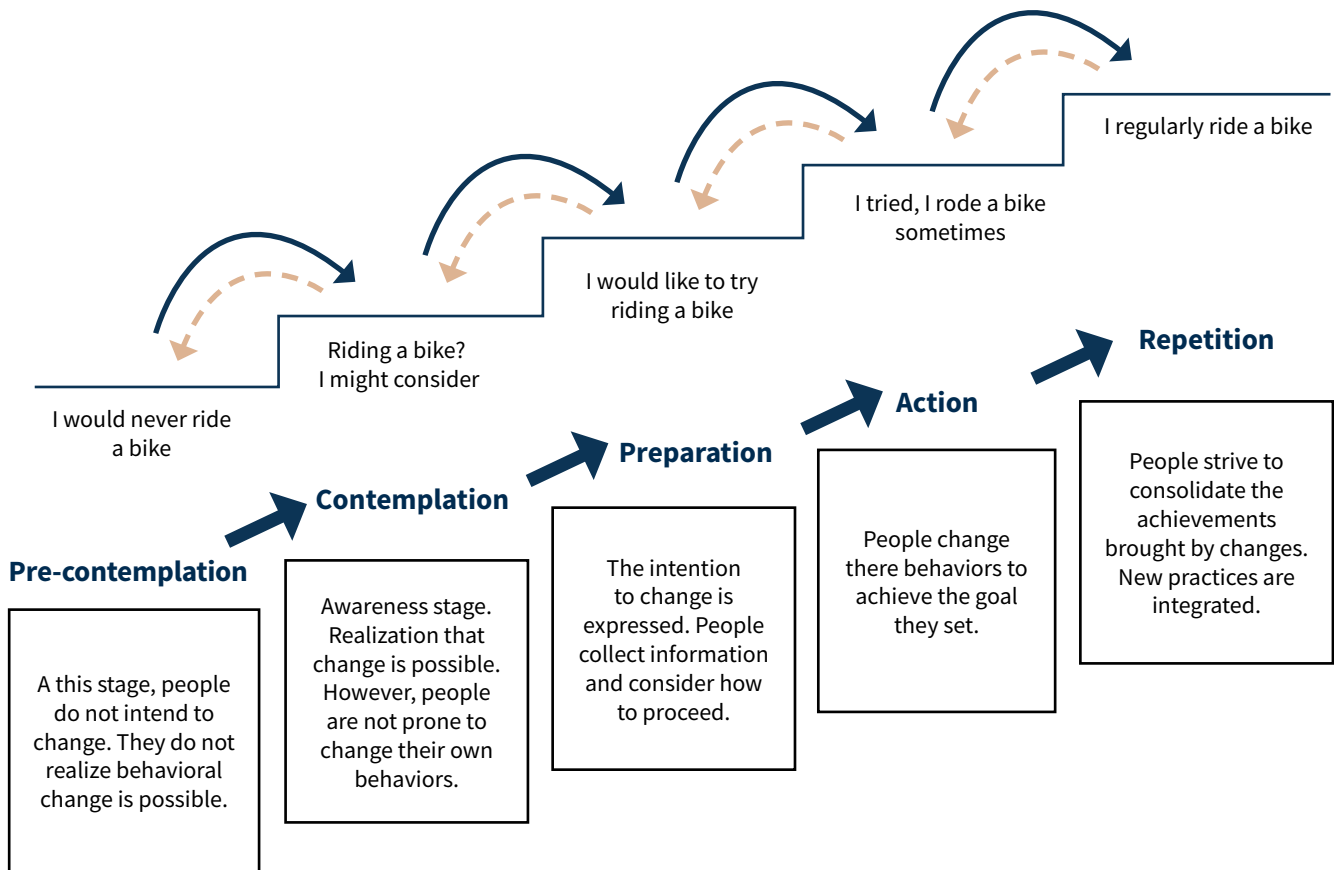 I would never ride
a bike
Riding a bike?
I might consider
I would like to try
riding a bike
I tried, I rode a bike
sometimes
I regularly ride a bike
Pre-contemplation
A this stage, people
do not intend to
change. They do not
realize behavioral
change is possible.
Contemplation
Awareness stage.
Realization that
change is possible.
However, people
are not prone to
change their own
behaviors.
Preparation
The intention
to change is
expressed. People
collect information
and consider how
to proceed.
Action
People change
there behaviors to
achieve the goal
they set.
Repetition
People strive to
consolidate the
achievements
brought by changes.
New practices are
integrated.